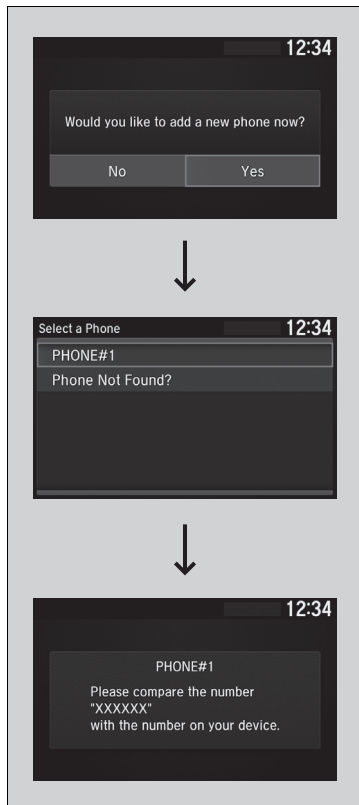 12:34
Would you like to add a new phone now?
No Yes
Select a Phone 12:34
PHONE#1
Phone Not Found?
12:34
PHONE#1
Please compare the number
"XXXXXX"
with the number on your device.